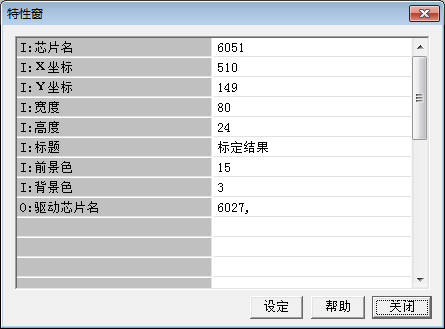 特性窗
I:芯片名 6051
I:X坐标 510
I:Y坐标 149
I:宽度 80
I:高度 24
I:标题 标定结果
I:前景色 15
I:背景色 3
O:驱动芯片名 6027,
设定 帮助 关闭